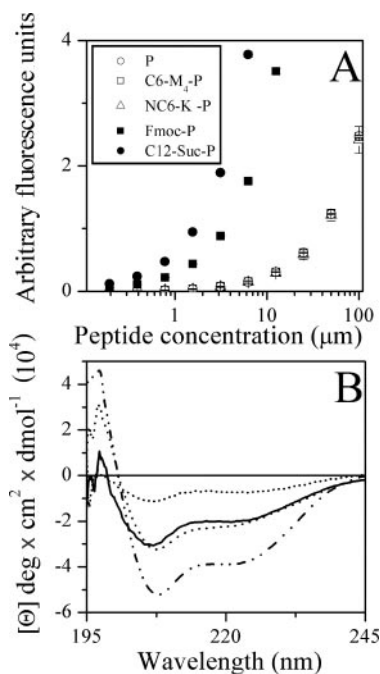 4
2
0
Arbitrary fluorescence units
A
P
C6-M₄-P
NC6-K -P
Fmoc-P
C12-Suc-P
1
10
100
Peptide concentration (µm)
B
4
2
0
-2
-4
-6
[Θ] deg x cm² x dmol⁻¹ (10⁴)
195
220
245
Wavelength (nm)